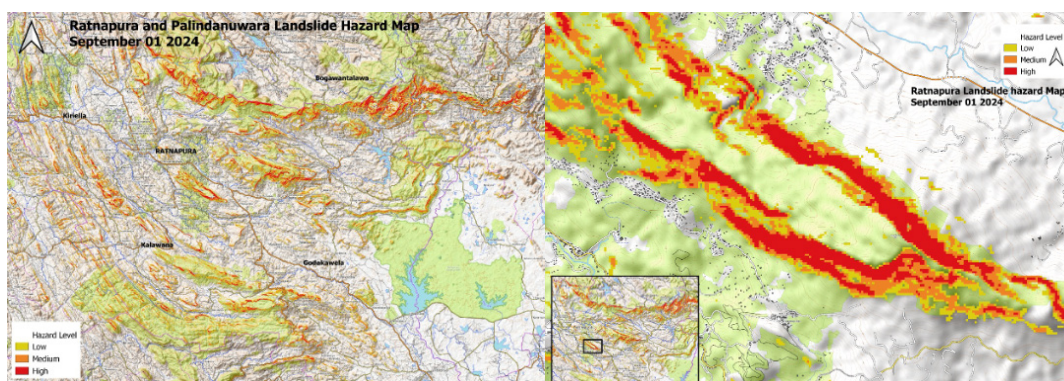 Ratnapura and Palindanuwara Landslide Hazard Map
September 01 2024
Bogawantalawa
Kiriella
RATNAPURA
Kalawana
Godakawela
Hazard Level
Low
Medium
High
Hazard Level
Low
Medium
High
Ratnapura Landslide hazard Map
September 01 2024